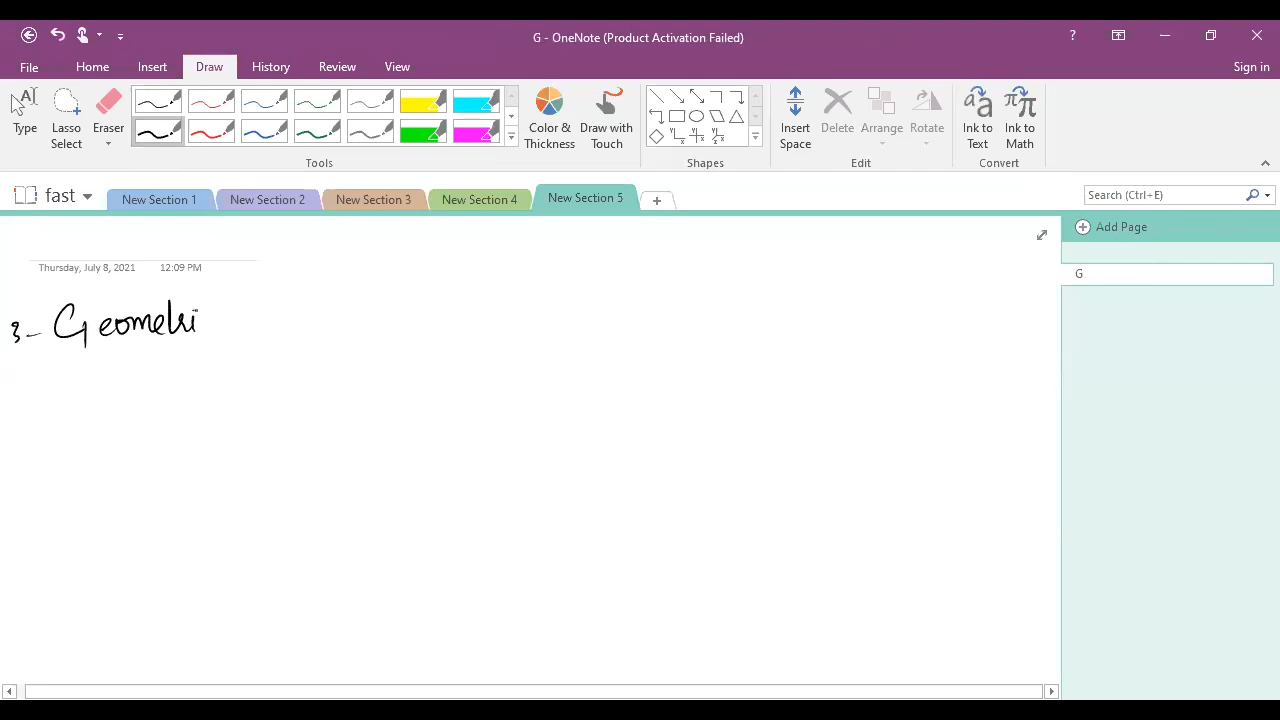 G - OneNote (Product Activation Failed)
?
File Home Insert Draw History Review View Sign in
Type Lasso Select Eraser Color & Thickness Draw with Touch Insert Space Delete Arrange Rotate Ink to Text Ink to Math
Tools Shapes Edit Convert
fast New Section 1 New Section 2 New Section 3 New Section 4 New Section 5 + Search (Ctrl+E)
Add Page
G
Thursday, July 8, 2021 12:09 PM
3- Geometri